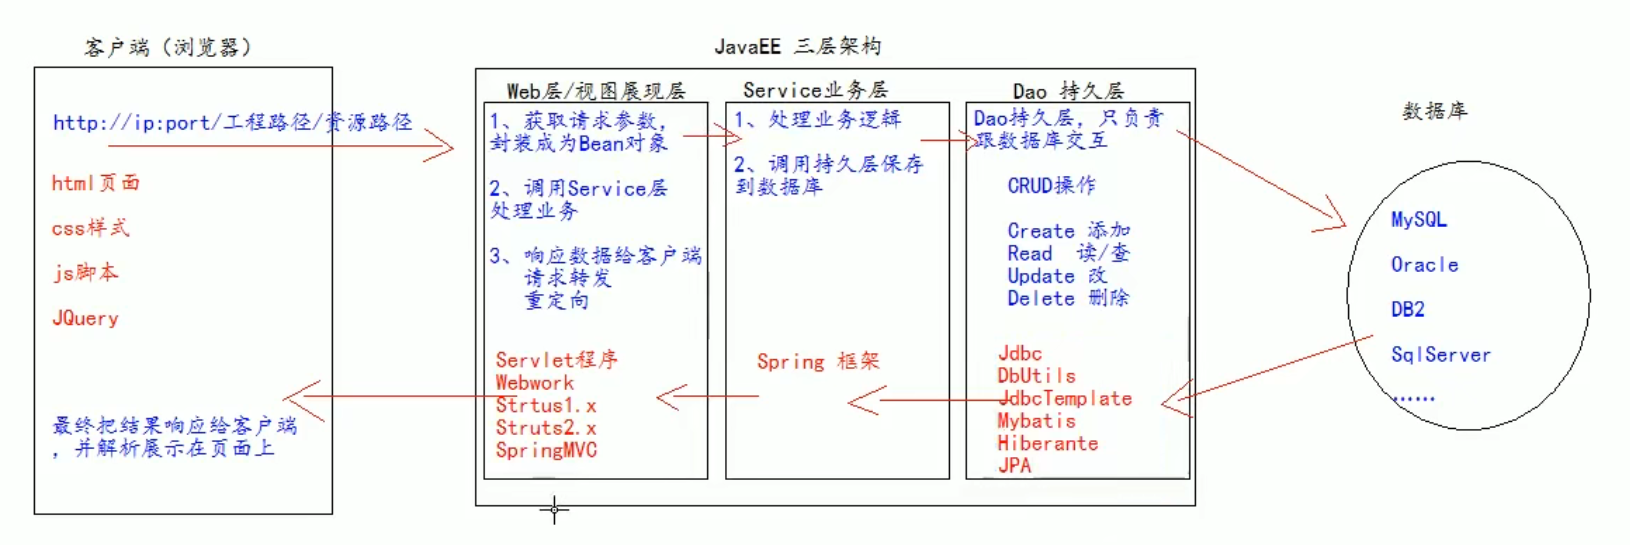 客户端（浏览器）
http://ip:port/工程路径/资源路径
html页面
css样式
js脚本
JQuery
最终把结果响应给客户端
，并解析展示在页面上
JavaEE 三层架构
Web层/视图展现层
1、获取请求参数，
封装成为Bean对象
2、调用Service层
处理业务
3、响应数据给客户端
请求转发
重定向
Servlet程序
Webwork
Strtus1.x
Struts2.x
SpringMVC
Service业务层
1、处理业务逻辑
2、调用持久层保存
到数据库
Spring 框架
Dao 持久层
Dao持久层，只负责
跟数据库交互
CRUD操作
Create 添加
Read 读/查
Update 改
Delete 删除
Jdbc
DbUtils
JdbcTemplate
Mybatis
Hiberante
JPA
数据库
MySQL
Oracle
DB2
SqlServer
……